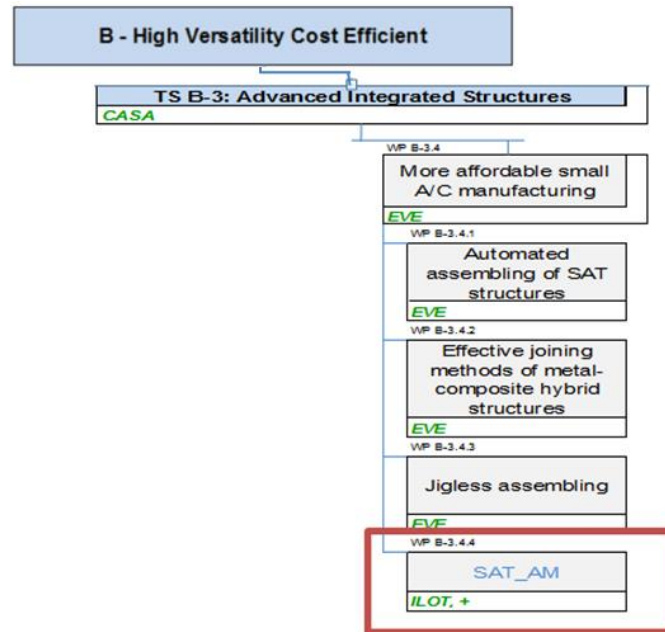 B - High Versatility Cost Efficient
TS B-3: Advanced Integrated Structures
CASA
WP B-3.4
More affordable small
A/C manufacturing
EVE
WP B-3.4.1
Automated
assembling of SAT
structures
EVE
WP B-3.4.2
Effective joining
methods of metal-
composite hybrid
structures
EVE
WP B-3.4.3
Jigless assembling
EVE
WP B-3.4.4
SAT_AM
ILOT, +